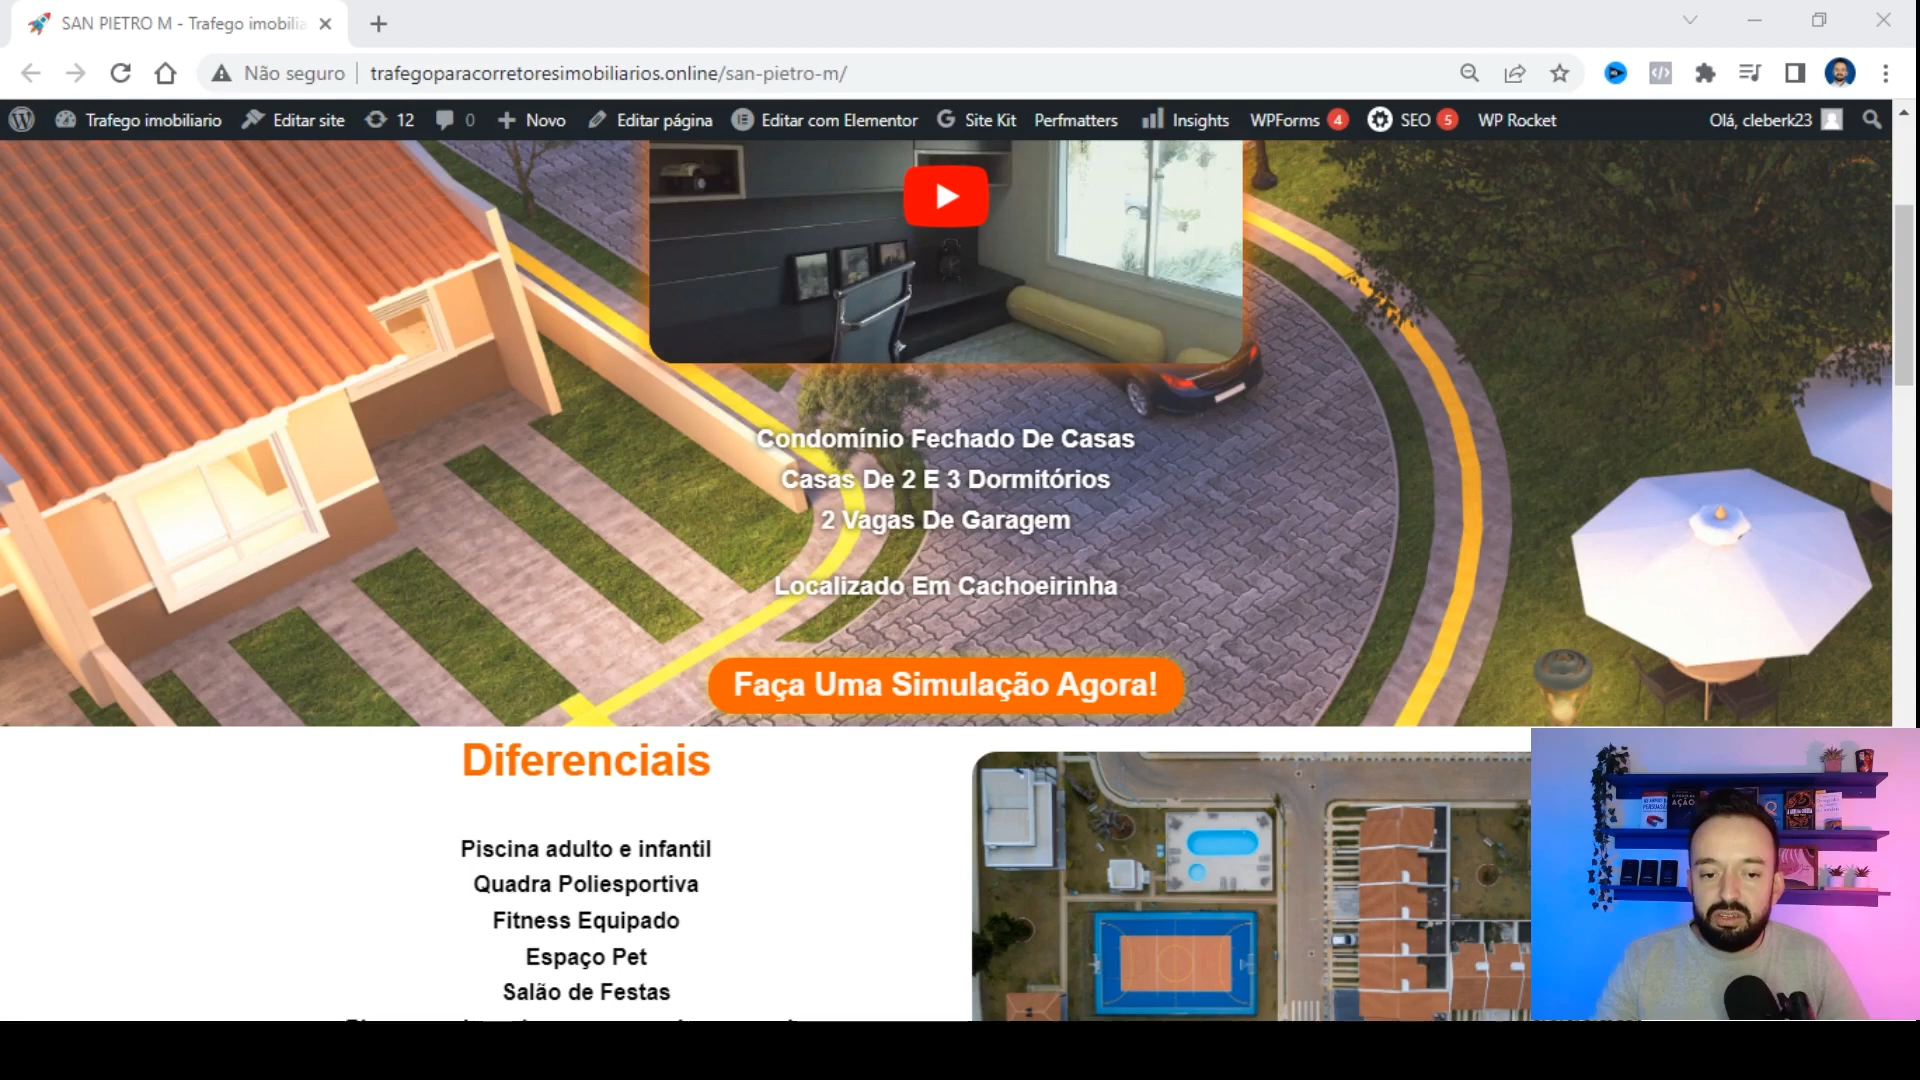 SAN PIETRO M - Trafego imobilia
Não seguro
trafegoparacorretoresimobiliarios.online/san-pietro-m/
Trafego imobiliario
Editar site
12
0
Novo
Editar página
Editar com Elementor
Site Kit
Perfmatters
Insights
WPForms 4
SEO 5
WP Rocket
Olá, cleberk23
Condomínio Fechado De Casas
Casas De 2 E 3 Dormitórios
2 Vagas De Garagem
Localizado Em Cachoeirinha
Faça Uma Simulação Agora!
Diferenciais
Piscina adulto e infantil
Quadra Poliesportiva
Fitness Equipado
Espaço Pet
Salão de Festas
AÇÃO